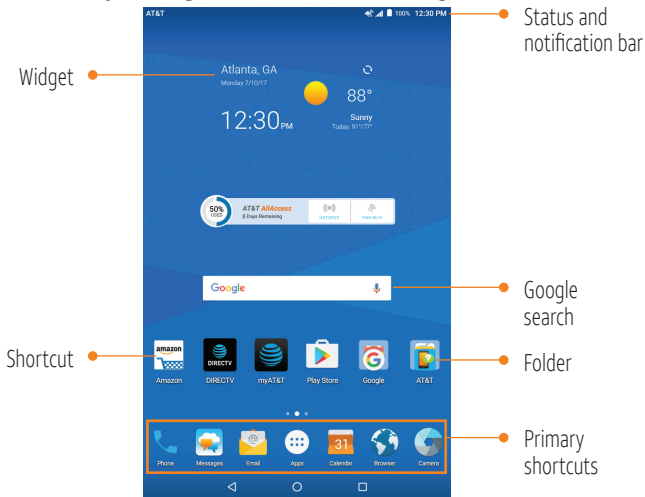 AT&T
100% 12:30 PM
Status and
notification bar
Widget
Atlanta, GA
Monday 7/10/17
88°
12:30 PM
Sunny
Today: 91°/77°
50%
USED
AT&T AllAccess
8 Days Remaining
HOTSPOT
FIND WI-FI
Google
Google
search
Shortcut
amazon
DIRECTV
Folder
Amazon
DIRECTV
myAT&T
Play Store
Google
AT&T
31
Primary
shortcuts
Phone
Messages
Email
Apps
Calendar
Browser
Camera